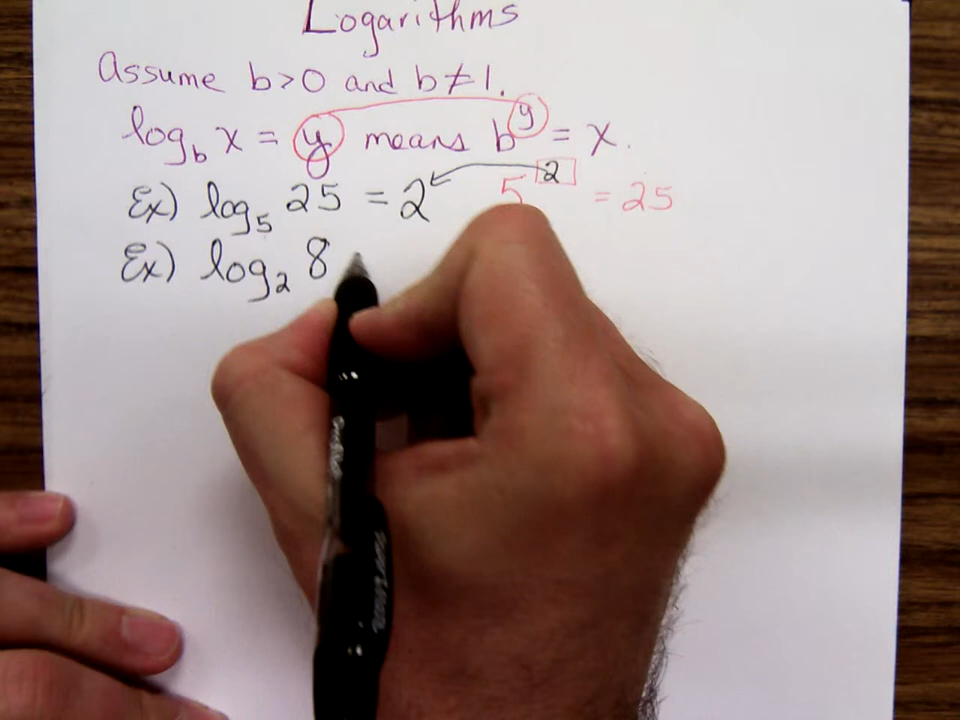 Logarithms
Assume b>0 and b≠1.
log_b x = y means b^y = x.
Ex) log_5 25 = 2 5^2 = 25
Ex) log_2 8